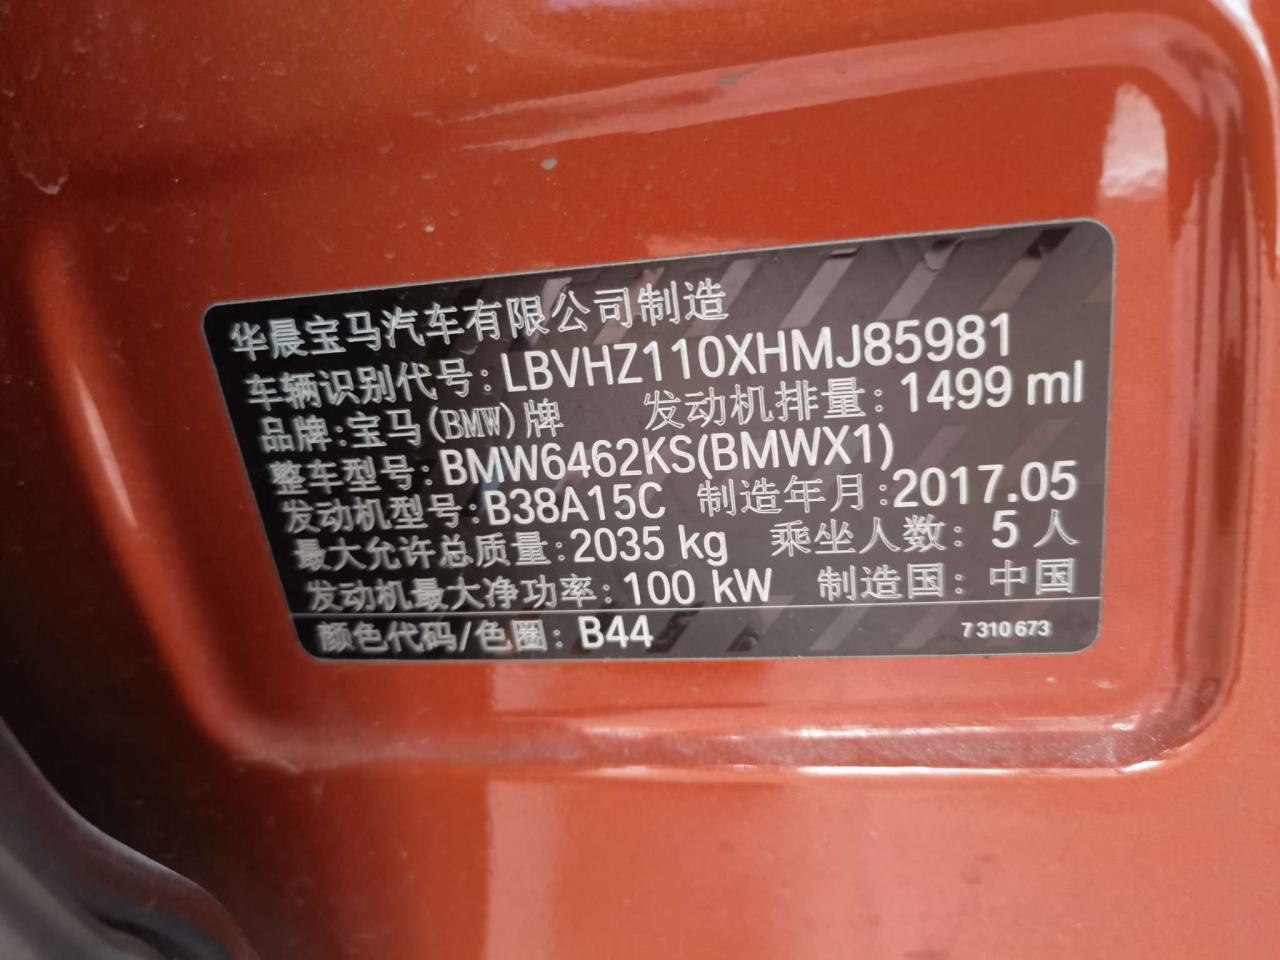 华晨宝马汽车有限公司制造
车辆识别代号: LBVHZ110XHMJ85981
品牌: 宝马(BMW)牌 发动机排量: 1499 ml
整车型号: BMW6462KS(BMWX1)
发动机型号: B38A15C 制造年月: 2017.05
最大允许总质量: 2035 kg 乘坐人数: 5 人
发动机最大净功率: 100 kW 制造国: 中国
颜色代码/色圈: B44 7 310 673